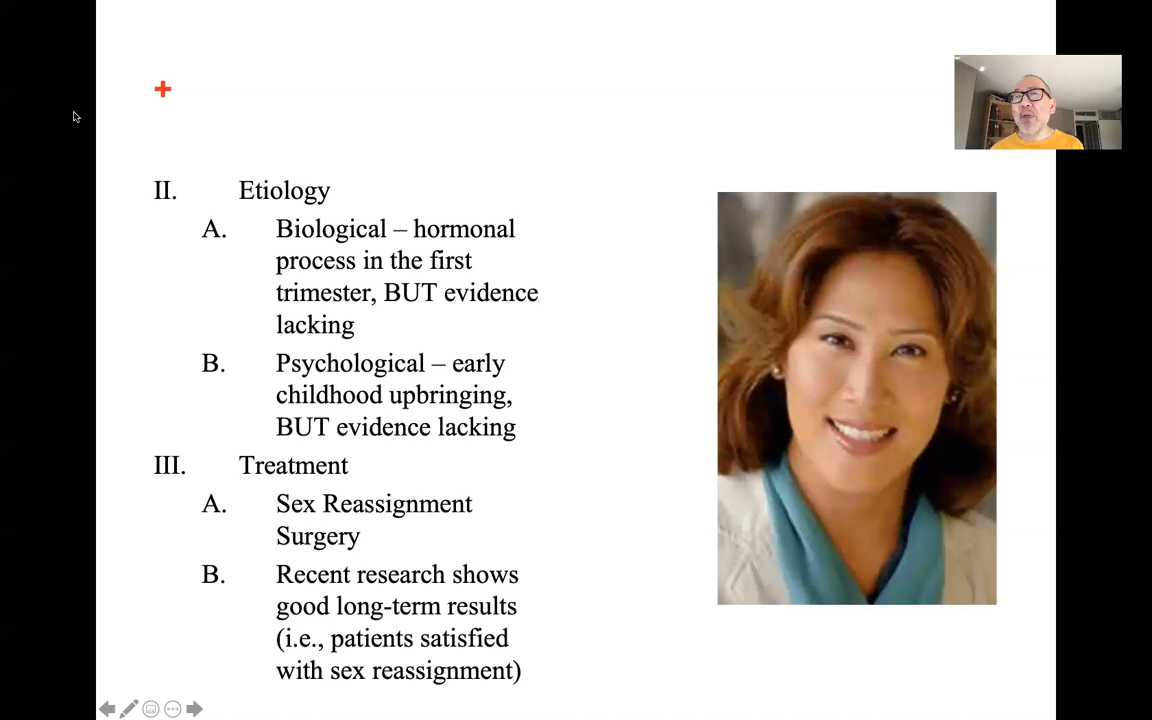 II. Etiology
A. Biological – hormonal
process in the first
trimester, BUT evidence
lacking
B. Psychological – early
childhood upbringing,
BUT evidence lacking
III. Treatment
A. Sex Reassignment
Surgery
B. Recent research shows
good long-term results
(i.e., patients satisfied
with sex reassignment)